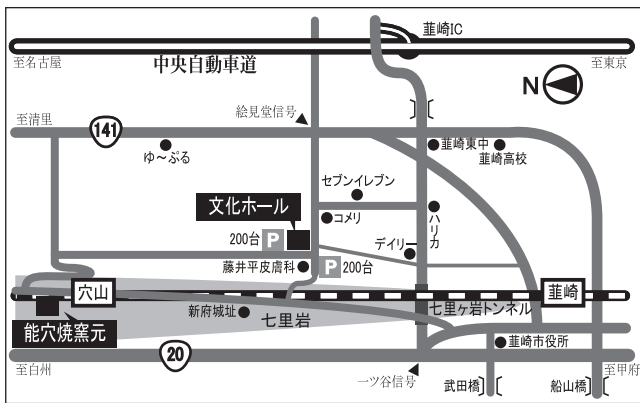 韮崎IC
至名古屋
中央自動車道
至東京
N
至清里
141
絵見堂信号
ゆ〜ぷる
韮崎東中
韮崎高校
セブンイレブン
文化ホール
コメリ
ハリカ
200台 P
デイリー
藤井平皮膚科
P 200台
穴山
韮崎
能穴焼窯元
新府城址
七里岩
七里ヶ岩トンネル
20
韮崎市役所
至白州
一ツ谷信号
武田橋
船山橋
至甲府